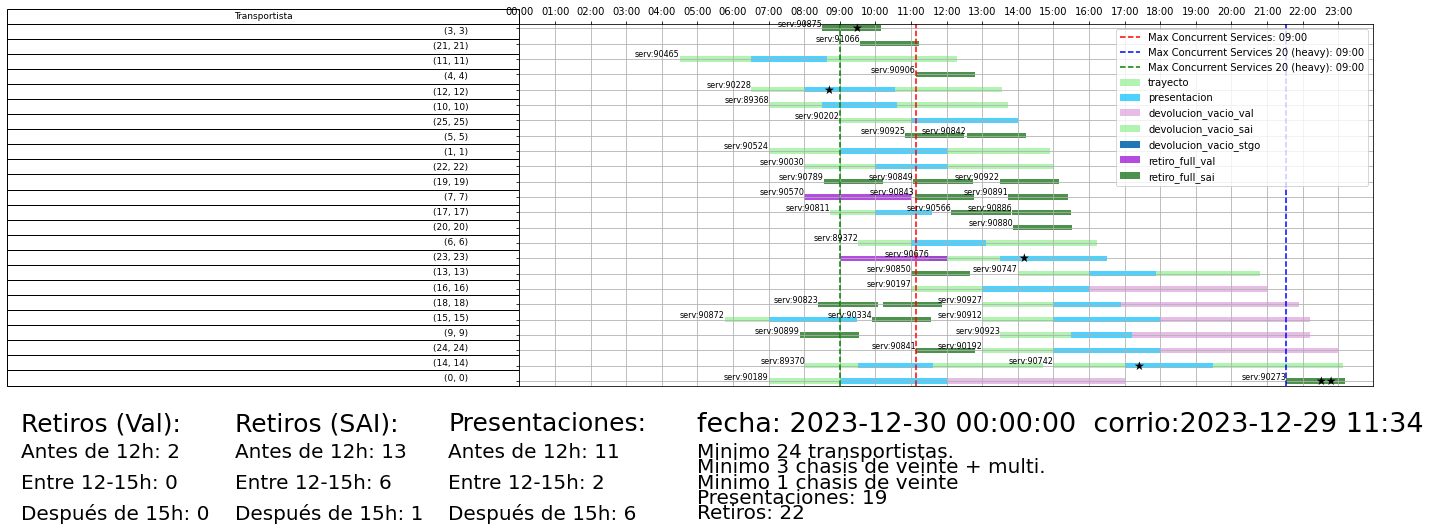 Transportista
00:00 01:00 02:00 03:00 04:00 05:00 06:00 07:00 08:00 09:00 10:00 11:00 12:00 13:00 14:00 15:00 16:00 17:00 18:00 19:00 20:00 21:00 22:00 23:00
(3, 3) serv:90875
(21, 21) serv:91066
(11, 11) serv:90465
(4, 4) serv:90906
(12, 12) serv:90228
(10, 10) serv:89368
(25, 25) serv:90202
(5, 5) serv:90925 serv:90842
(1, 1) serv:90524
(22, 22) serv:90030
(19, 19) serv:90789 serv:90849 serv:90922
(7, 7) serv:90570 serv:90843 serv:90891
(17, 17) serv:90811 serv:90566 serv:90886
(20, 20) serv:90880
(6, 6) serv:89372
(23, 23) serv:90676
(13, 13) serv:90850 serv:90747
(16, 16) serv:90197
(18, 18) serv:90823 serv:90927
(15, 15) serv:90872 serv:90334 serv:90912
(9, 9) serv:90899 serv:90923
(24, 24) serv:90841 serv:90192
(14, 14) serv:89370 serv:90742
(0, 0) serv:90189 serv:90273
Max Concurrent Services: 09:00
Max Concurrent Services 20 (heavy): 09:00
Max Concurrent Services 20 (heavy): 09:00
trayecto
presentacion
devolucion_vacio_val
devolucion_vacio_sai
devolucion_vacio_stgo
retiro_full_val
retiro_full_sai
Retiros (Val):
Antes de 12h: 2
Entre 12-15h: 0
Después de 15h: 0
Retiros (SAI):
Antes de 12h: 13
Entre 12-15h: 6
Después de 15h: 1
Presentaciones:
Antes de 12h: 11
Entre 12-15h: 2
Después de 15h: 6
fecha: 2023-12-30 00:00:00 corrio:2023-12-29 11:34
Minimo 24 transportistas.
Minimo 3 chasis de veinte + multi.
Minimo 1 chasis de veinte
Presentaciones: 19
Retiros: 22